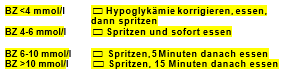 BZ <4 mmol/l ⇨ Hypoglykämie korrigieren, essen,
dann spritzen
BZ 4-6 mmol/l ⇨ Spritzen und sofort essen
BZ 6-10 mmol/l ⇨ Spritzen, 5 Minuten danach essen
BZ >10 mmol/l ⇨ Spritzen, 15 Minuten danach essen